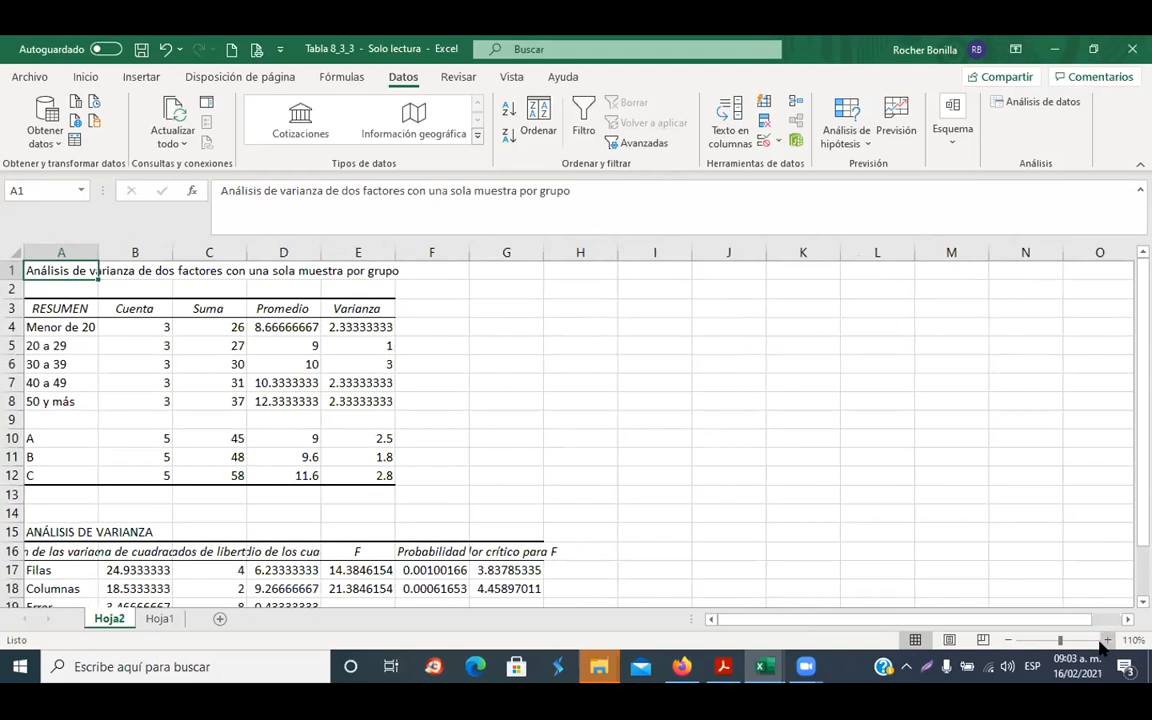 Autoguardado Tabla 8_3_3 - Solo lectura - Excel Buscar Rocher Bonilla RB
Archivo Inicio Insertar Disposición de página Fórmulas Datos Revisar Vista Ayuda Compartir Comentarios
Obtener datos
Actualizar todo
Cotizaciones
Información geográfica
Ordenar
Filtro
Borrar
Volver a aplicar
Avanzadas
Texto en columnas
Análisis de hipótesis
Previsión
Esquema
Análisis de datos
Obtener y transformar datos Consultas y conexiones Tipos de datos Ordenar y filtrar Herramientas de datos Previsión Análisis
A1 fx Análisis de varianza de dos factores con una sola muestra por grupo
A B C D E F G H I J K L M N O
1 Análisis de varianza de dos factores con una sola muestra por grupo
2
3 RESUMEN Cuenta Suma Promedio Varianza
4 Menor de 20 3 26 8.66666667 2.33333333
5 20 a 29 3 27 9 1
6 30 a 39 3 30 10 3
7 40 a 49 3 31 10.3333333 2.33333333
8 50 y más 3 37 12.3333333 2.33333333
9
10 A 5 45 9 2.5
11 B 5 48 9.6 1.8
12 C 5 58 11.6 2.8
13
14
15 ANÁLISIS DE VARIANZA
16 n de las varian a de cuadrac ados de libert dio de los cua F Probabilidad lor crítico para F
17 Filas 24.9333333 4 6.23333333 14.3846154 0.00100166 3.83785335
18 Columnas 18.5333333 2 9.26666667 21.3846154 0.00061653 4.45897011
19 Error 3.46666667 8 0.43333333
Hoja2 Hoja1
Listo 110%
Escribe aquí para buscar ESP 09:03 a. m.
16/02/2021 3